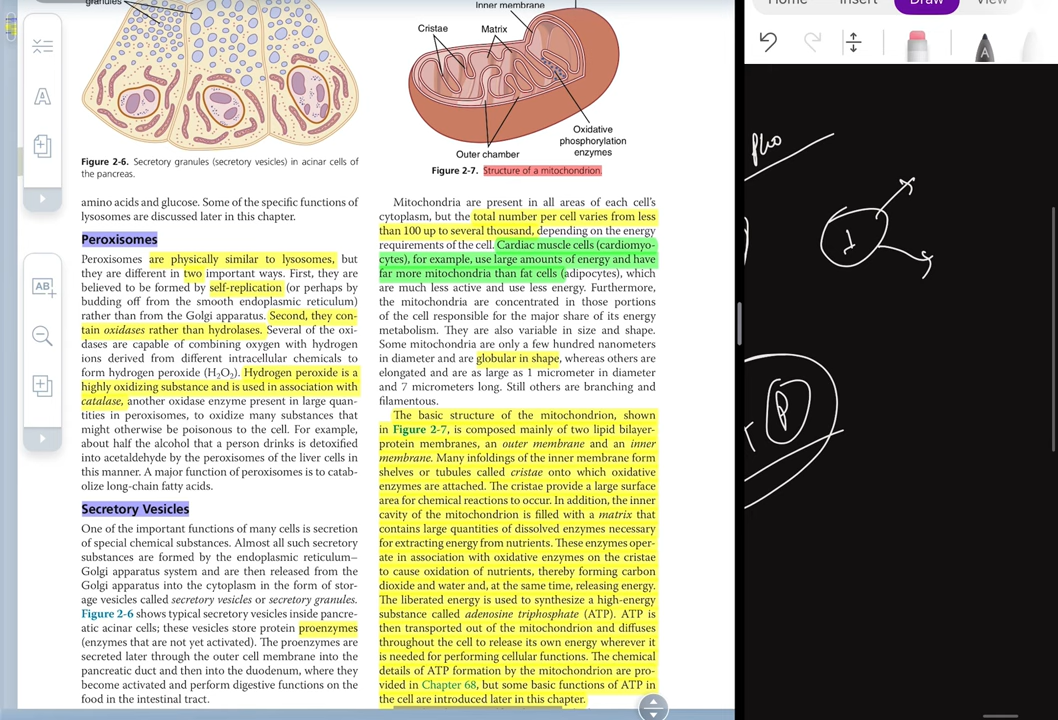 granules
Figure 2-6. Secretory granules (secretory vesicles) in acinar cells of
the pancreas.
amino acids and glucose. Some of the specific functions of
lysosomes are discussed later in this chapter.
Peroxisomes
Peroxisomes are physically similar to lysosomes, but
they are different in two important ways. First, they are
believed to be formed by self-replication (or perhaps by
budding off from the smooth endoplasmic reticulum)
rather than from the Golgi apparatus. Second, they con-
tain oxidases rather than hydrolases. Several of the oxi-
dases are capable of combining oxygen with hydrogen
ions derived from different intracellular chemicals to
form hydrogen peroxide (H₂O₂). Hydrogen peroxide is a
highly oxidizing substance and is used in association with
catalase, another oxidase enzyme present in large quan-
tities in peroxisomes, to oxidize many substances that
might otherwise be poisonous to the cell. For example,
about half the alcohol that a person drinks is detoxified
into acetaldehyde by the peroxisomes of the liver cells in
this manner. A major function of peroxisomes is to catab-
olize long-chain fatty acids.
Secretory Vesicles
One of the important functions of many cells is secretion
of special chemical substances. Almost all such secretory
substances are formed by the endoplasmic reticulum–
Golgi apparatus system and are then released from the
Golgi apparatus into the cytoplasm in the form of stor-
age vesicles called secretory vesicles or secretory granules.
Figure 2-6 shows typical secretory vesicles inside pancre-
atic acinar cells; these vesicles store protein proenzymes
(enzymes that are not yet activated). The proenzymes are
secreted later through the outer cell membrane into the
pancreatic duct and then into the duodenum, where they
become activated and perform digestive functions on the
food in the intestinal tract.
Inner membrane
Cristae
Matrix
Oxidative
phosphorylation
enzymes
Outer chamber
Figure 2-7. Structure of a mitochondrion.
Mitochondria are present in all areas of each cell's
cytoplasm, but the total number per cell varies from less
than 100 up to several thousand, depending on the energy
requirements of the cell. Cardiac muscle cells (cardiomyo-
cytes), for example, use large amounts of energy and have
far more mitochondria than fat cells (adipocytes), which
are much less active and use less energy. Furthermore,
the mitochondria are concentrated in those portions
of the cell responsible for the major share of its energy
metabolism. They are also variable in size and shape.
Some mitochondria are only a few hundred nanometers
in diameter and are globular in shape, whereas others are
elongated and are as large as 1 micrometer in diameter
and 7 micrometers long. Still others are branching and
filamentous.
The basic structure of the mitochondrion, shown
in Figure 2-7, is composed mainly of two lipid bilayer-
protein membranes, an outer membrane and an inner
membrane. Many infoldings of the inner membrane form
shelves or tubules called cristae onto which oxidative
enzymes are attached. The cristae provide a large surface
area for chemical reactions to occur. In addition, the inner
cavity of the mitochondrion is filled with a matrix that
contains large quantities of dissolved enzymes necessary
for extracting energy from nutrients. These enzymes oper-
ate in association with oxidative enzymes on the cristae
to cause oxidation of nutrients, thereby forming carbon
dioxide and water and, at the same time, releasing energy.
The liberated energy is used to synthesize a high-energy
substance called adenosine triphosphate (ATP). ATP is
then transported out of the mitochondrion and diffuses
throughout the cell to release its own energy wherever it
is needed for performing cellular functions. The chemical
details of ATP formation by the mitochondrion are pro-
vided in Chapter 68, but some basic functions of ATP in
the cell are introduced later in this chapter.
Home Insert Draw View
A
A
AB
1
P